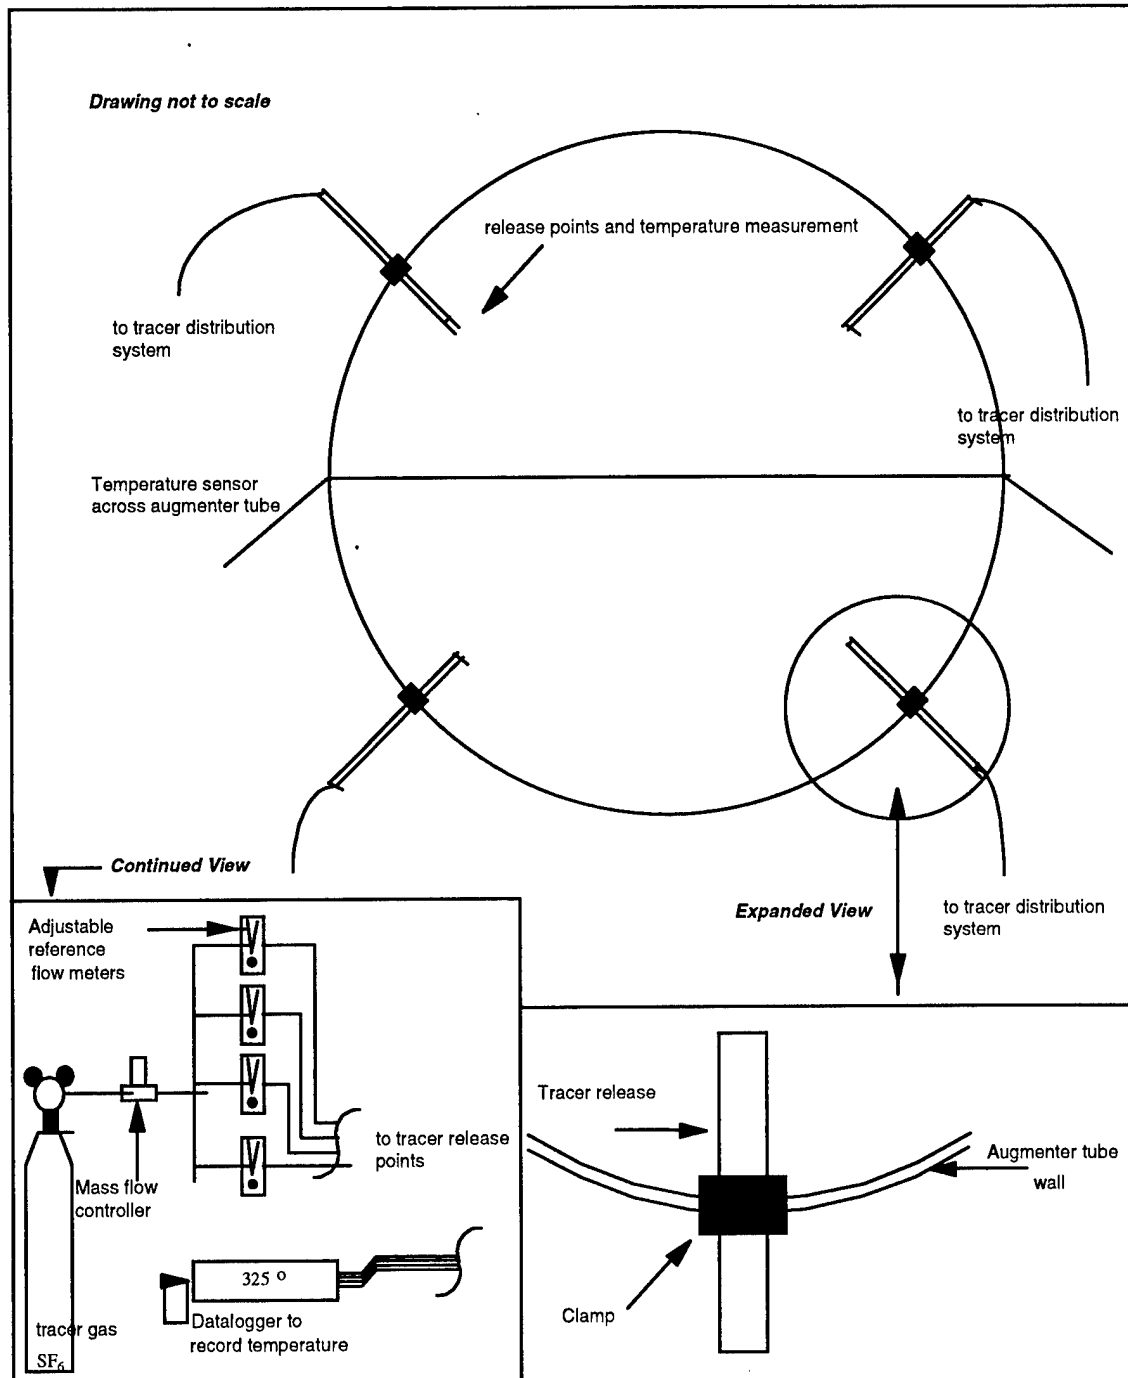 Drawing not to scale
release points and temperature measurement
to tracer distribution
system
to tracer distribution
system
Temperature sensor
across augmenter tube
Continued View
Expanded View
to tracer distribution
system
Adjustable
reference
flow meters
to tracer release
points
Mass flow
controller
325 o
Datalogger to
record temperature
tracer gas
SF6
Tracer release
Augmenter tube
wall
Clamp